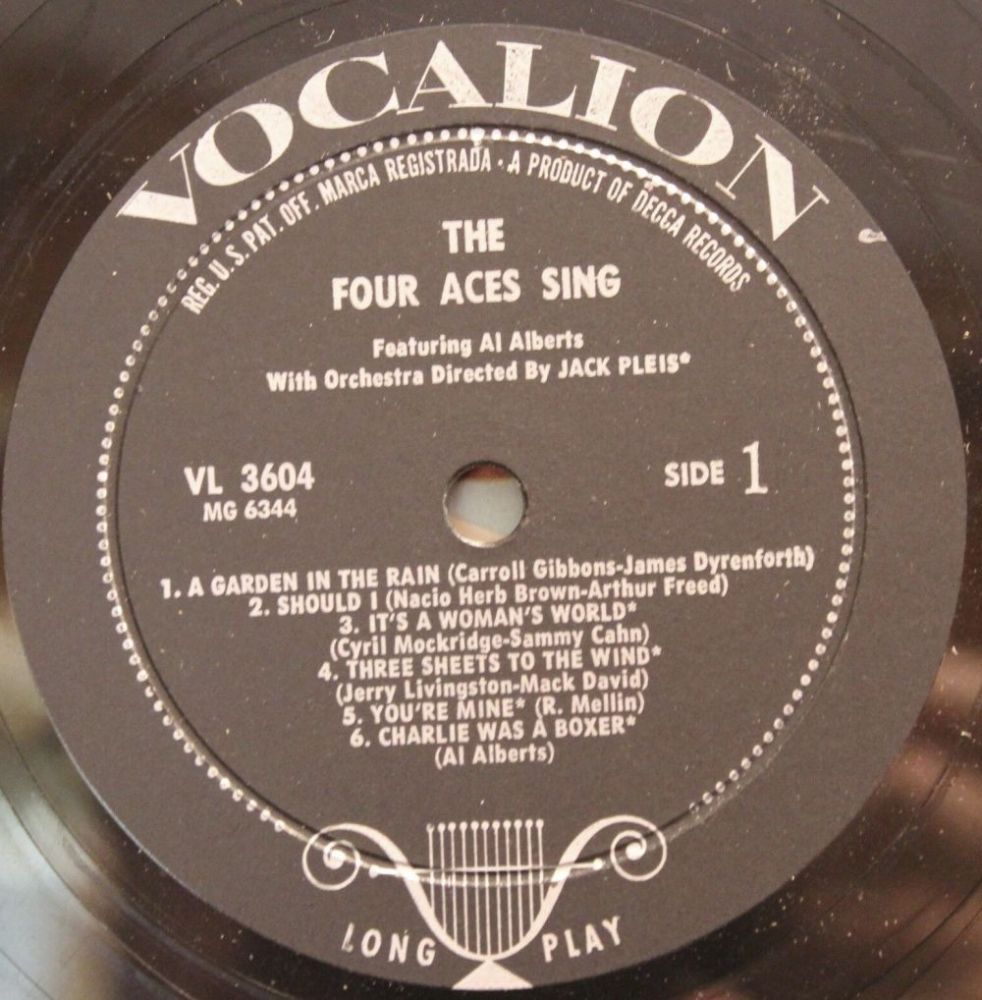 VOCALION
REG. U. S. PAT. OFF. MARCA REGISTRADA · A PRODUCT OF DECCA RECORDS
THE
FOUR ACES SING
Featuring Al Alberts
With Orchestra Directed By JACK PLEIS*
VL 3604
SIDE 1
MG 6344
1. A GARDEN IN THE RAIN (Carroll Gibbons-James Dyrenforth)
2. SHOULD I (Nacio Herb Brown-Arthur Freed)
3. IT'S A WOMAN'S WORLD*
(Cyril Mockridge-Sammy Cahn)
4. THREE SHEETS TO THE WIND*
(Jerry Livingston-Mack David)
5. YOU'RE MINE* (R. Mellin)
6. CHARLIE WAS A BOXER*
(Al Alberts)
LONG PLAY